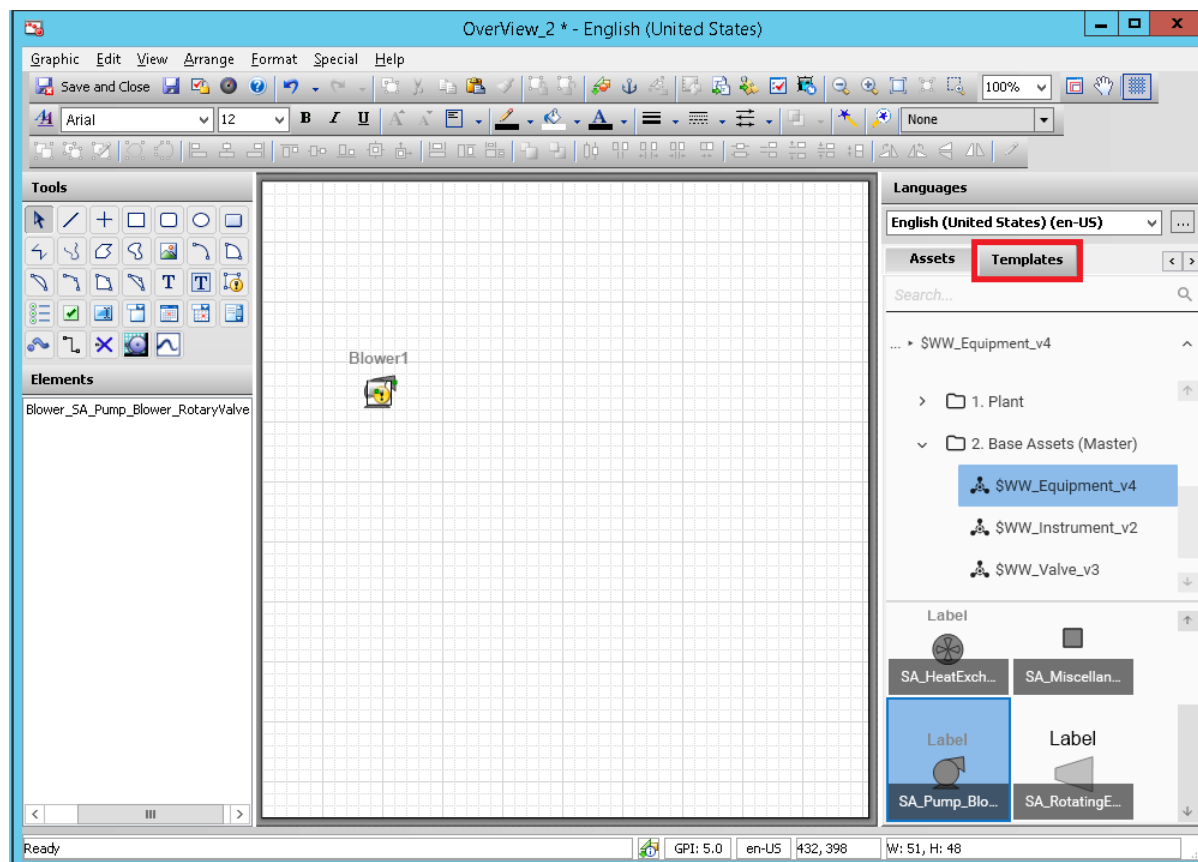 OverView_2 * - English (United States)
Graphic Edit View Arrange Format Special Help
Save and Close 100%
Arial 12 B I U A A A None
Tools
T T
Elements
Blower_SA_Pump_Blower_RotaryValve
Blower1
Languages
English (United States) (en-US) ...
Assets Templates
Search...
... ▸ $WW_Equipment_v4
1. Plant
2. Base Assets (Master)
$WW_Equipment_v4
$WW_Instrument_v2
$WW_Valve_v3
Label
SA_HeatExch... SA_Miscellan...
Label Label
SA_Pump_Blo... SA_RotatingE...
Ready GPI: 5.0 en-US 432, 398 W: 51, H: 48